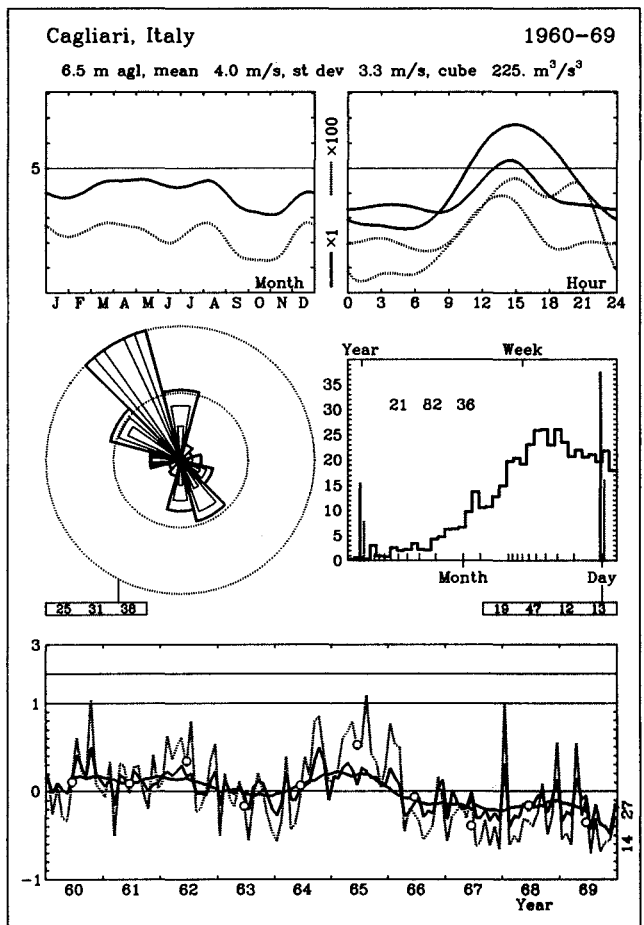 Cagliari, Italy 1960-69
6.5 m agl, mean 4.0 m/s, st dev 3.3 m/s, cube 225. m³/s³
5
×1 ×100
Month
J F M A M J J A S O N D
Hour
0 3 6 9 12 15 18 21 24
Year Week
35
30
25
20
15
10
5
0
21 82 36
Month Day
25 31 38
19 47 12 13
3
1
0
-1
14 27
60 61 62 63 64 65 66 67 68 69
Year